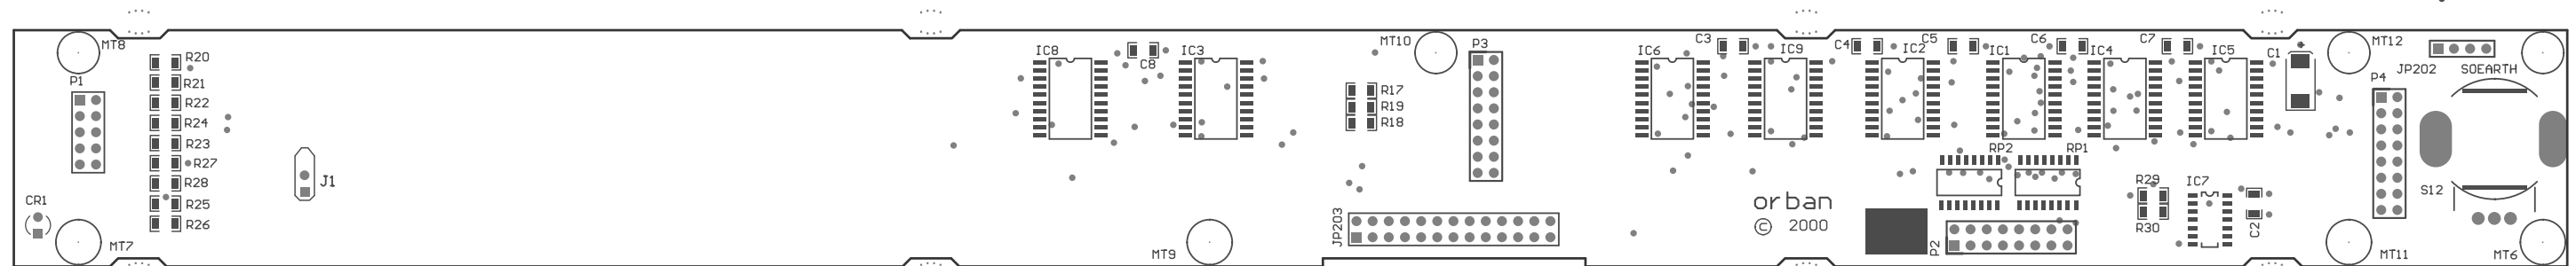 MT8
P1
R20
R21
R22
R24
R23
R27
R28
R25
R26
CR1
MT7
J1
IC8
C8
IC3
MT9
MT10
P3
R17
R19
R18
JP203
IC6
C3
IC9
C4
IC2
C5
IC1
C6
IC4
C7
IC5
C1
RP2
RP1
orban
© 2000
P2
R29
R30
IC7
C2
MT12
JP202
SOEARTH
P4
S12
MT11
MT6